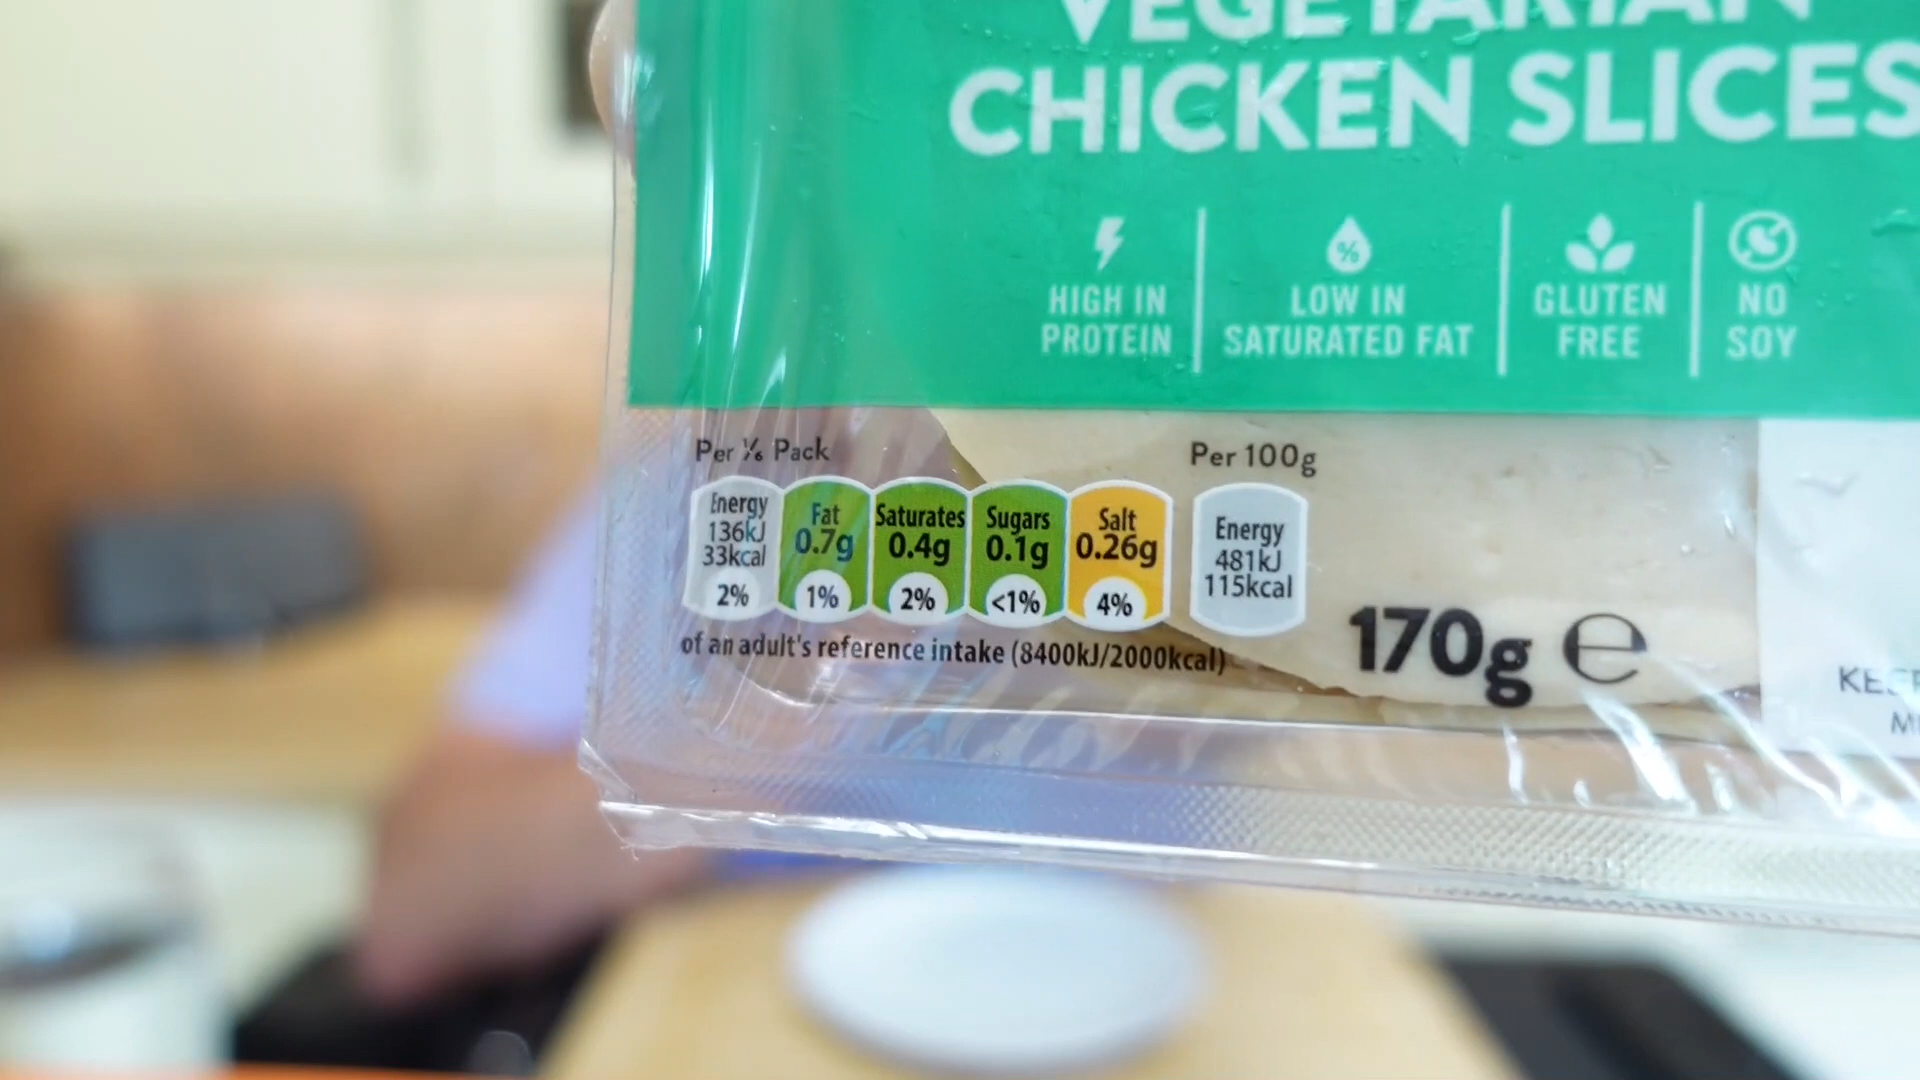 VEGETARIAN
CHICKEN SLICES
HIGH IN
PROTEIN
%
LOW IN
SATURATED FAT
GLUTEN
FREE
NO
SOY
Per ⅙ Pack
Energy
136kJ
33kcal
2%
Fat
0.7g
1%
Saturates
0.4g
2%
Sugars
0.1g
<1%
Salt
0.26g
4%
of an adult's reference intake (8400kJ/2000kcal)
Per 100g
Energy
481kJ
115kcal
170g ℮